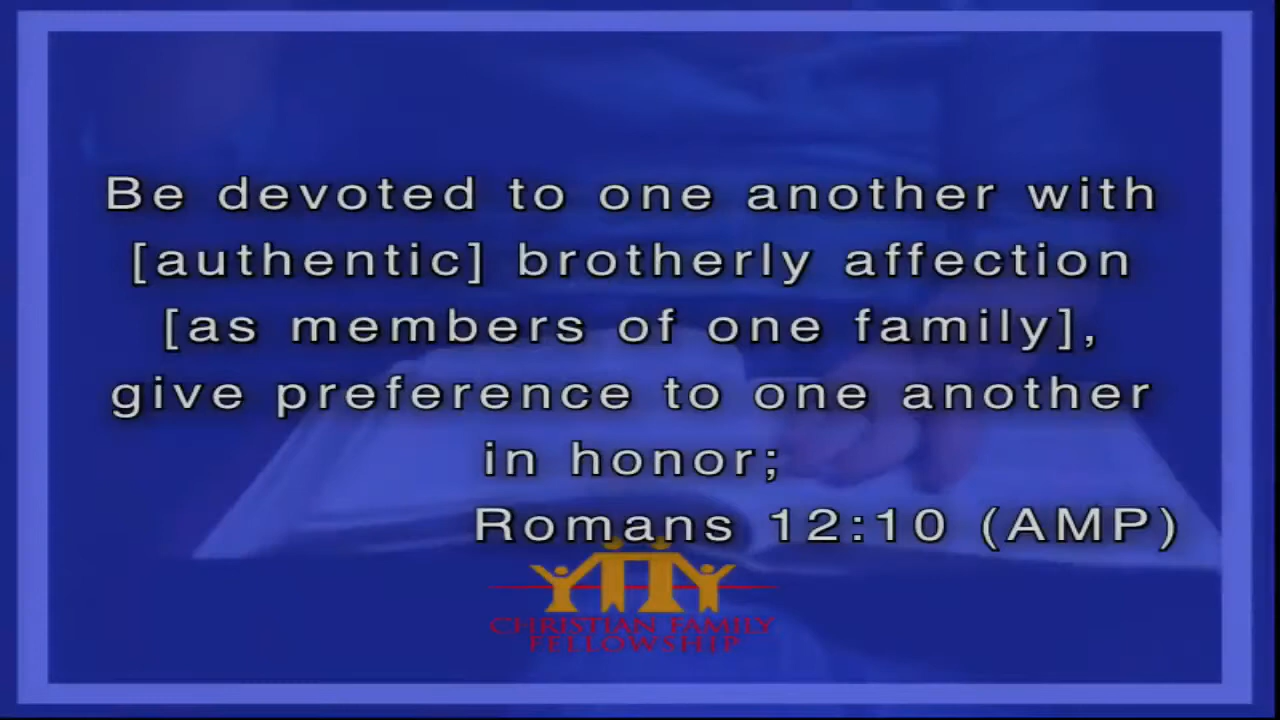 Be devoted to one another with
[authentic] brotherly affection
[as members of one family],
give preference to one another
in honor;
Romans 12:10 (AMP)
CHRISTIAN FAMILY
FELLOWSHIP